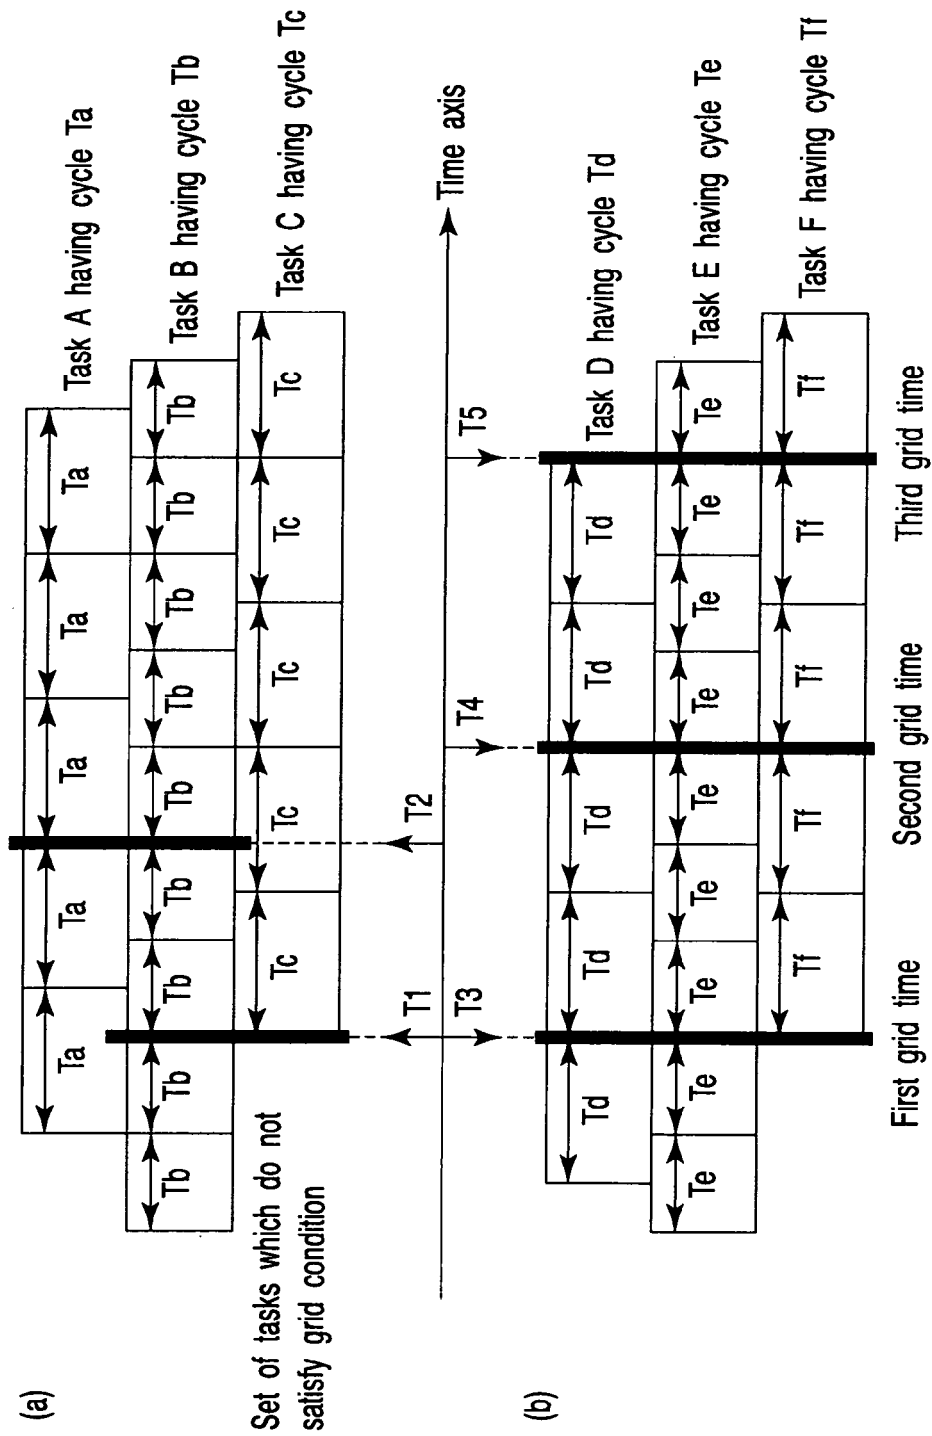 (a)
Ta
Ta
Ta
Ta
Ta
Task A having cycle Ta
Tb
Tb
Tb
Tb
Tb
Tb
Tb
Tb
Tb
Task B having cycle Tb
Tc
Tc
Tc
Tc
Tc
Task C having cycle Tc
Set of tasks which do not
satisfy grid condition
T1
T2
Time axis
T3
T4
T5
(b)
Td
Td
Td
Td
Td
Task D having cycle Td
Te
Te
Te
Te
Te
Te
Te
Te
Te
Task E having cycle Te
Tf
Tf
Tf
Tf
Tf
Task F having cycle Tf
First grid time
Second grid time
Third grid time